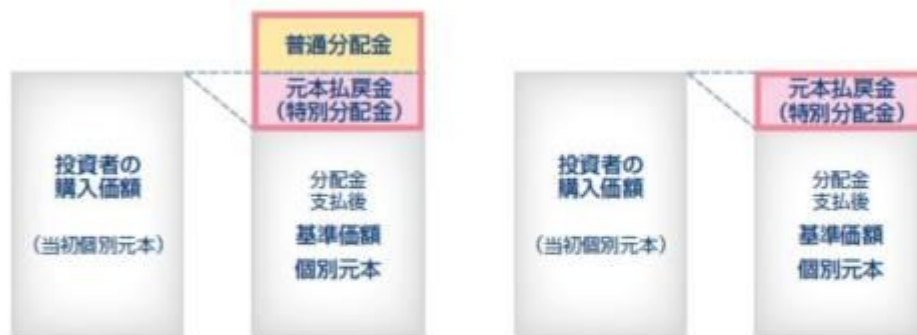 普通分配金
元本払戻金
(特別分配金)
投資者の
購入価額
(当初個別元本)
分配金
支払後
基準価額
個別元本
元本払戻金
(特別分配金)
投資者の
購入価額
(当初個別元本)
分配金
支払後
基準価額
個別元本